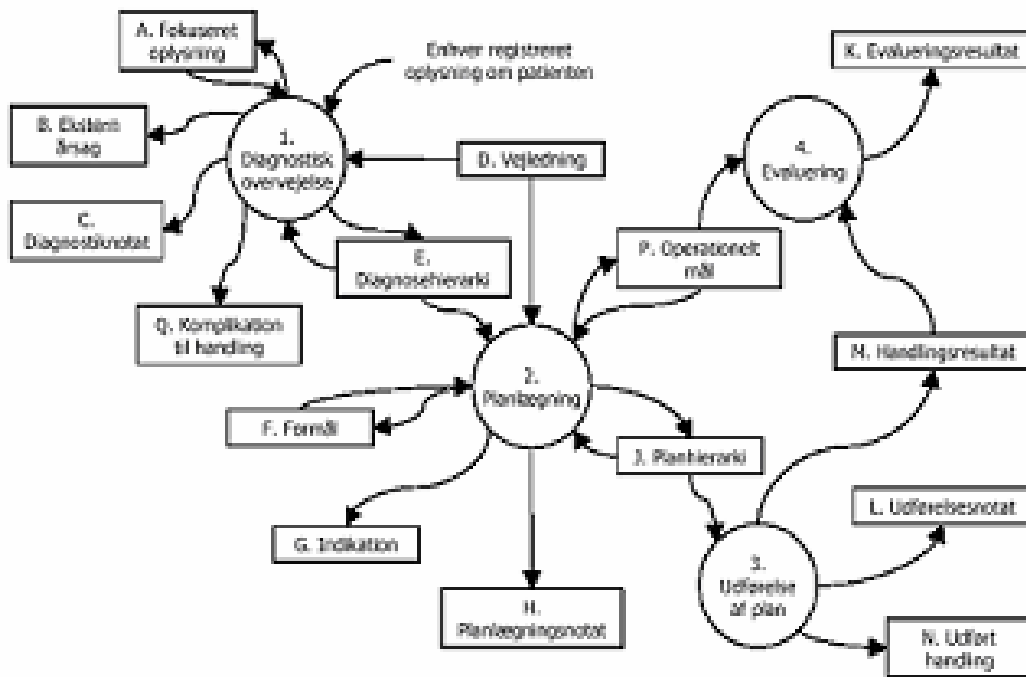 A. Fokuseret
oplysning
Enhver registreret
oplysning om patienten
K. Evalueringsresultat
B. Ekstern
årsag
1.
Diagnostisk
overvejelse
D. Vejledning
4.
Evaluering
C.
Diagnostiknotat
E.
Diagnosehierarki
P. Operationelt
mål
Q. Komplikation
til handling
M. Handlingsresultat
2.
Planlægning
F. Formål
J. Planhierarki
G. Indikation
L. Udførelsesnotat
3.
Udførelse
af plan
H.
Planlægningsnotat
N. Udført
handling